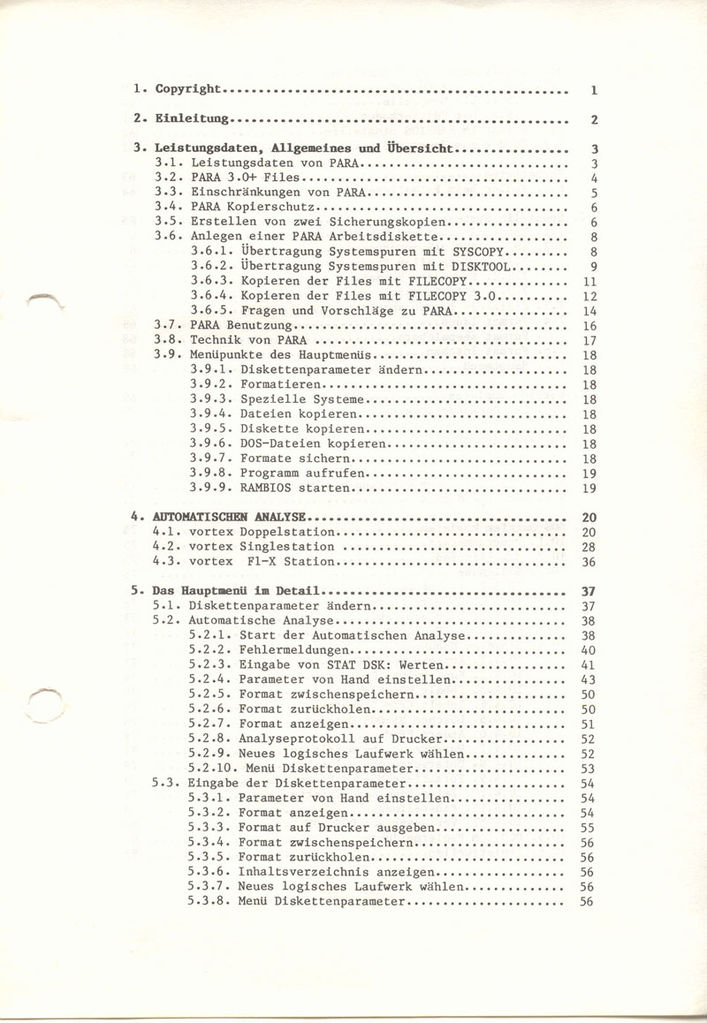 1. Copyright................................................ 1
2. Einleitung............................................... 2
3. Leistungsdaten, Allgemeines und Übersicht................ 3
3.1. Leistungsdaten von PARA............................. 3
3.2. PARA 3.0+ Files..................................... 4
3.3. Einschränkungen von PARA............................ 5
3.4. PARA Kopierschutz................................... 6
3.5. Erstellen von zwei Sicherungskopien................. 6
3.6. Anlegen einer PARA Arbeitsdiskette.................. 8
3.6.1. Übertragung Systemspuren mit SYSCOPY......... 8
3.6.2. Übertragung Systemspuren mit DISKTOOL........ 9
3.6.3. Kopieren der Files mit FILECOPY.............. 11
3.6.4. Kopieren der Files mit FILECOPY 3.0.......... 12
3.6.5. Fragen und Vorschläge zu PARA................ 14
3.7. PARA Benutzung...................................... 16
3.8. Technik von PARA ................................... 17
3.9. Menüpunkte des Hauptmenüs........................... 18
3.9.1. Diskettenparameter ändern.................... 18
3.9.2. Formatieren.................................. 18
3.9.3. Spezielle Systeme............................ 18
3.9.4. Dateien kopieren............................. 18
3.9.5. Diskette kopieren............................ 18
3.9.6. DOS-Dateien kopieren......................... 18
3.9.7. Formate sichern.............................. 18
3.9.8. Programm aufrufen............................ 19
3.9.9. RAMBIOS starten.............................. 19
4. AUTOMATISCHEN ANALYSE.................................... 20
4.1. vortex Doppelstation................................ 20
4.2. vortex Singlestation ............................... 28
4.3. vortex F1-X Station................................ 36
5. Das Hauptmenü im Detail.................................. 37
5.1. Diskettenparameter ändern........................... 37
5.2. Automatische Analyse................................ 38
5.2.1. Start der Automatischen Analyse.............. 38
5.2.2. Fehlermeldungen.............................. 40
5.2.3. Eingabe von STAT DSK: Werten................. 41
5.2.4. Parameter von Hand einstellen................ 43
5.2.5. Format zwischenspeichern..................... 50
5.2.6. Format zurückholen........................... 50
5.2.7. Format anzeigen.............................. 51
5.2.8. Analyseprotokoll auf Drucker................. 52
5.2.9. Neues logisches Laufwerk wählen.............. 52
5.2.10. Menü Diskettenparameter..................... 53
5.3. Eingabe der Diskettenparameter...................... 54
5.3.1. Parameter von Hand einstellen................ 54
5.3.2. Format anzeigen.............................. 54
5.3.3. Format auf Drucker ausgeben.................. 55
5.3.4. Format zwischenspeichern..................... 56
5.3.5. Format zurückholen........................... 56
5.3.6. Inhaltsverzeichnis anzeigen.................. 56
5.3.7. Neues logisches Laufwerk wählen.............. 56
5.3.8. Menü Diskettenparameter...................... 56